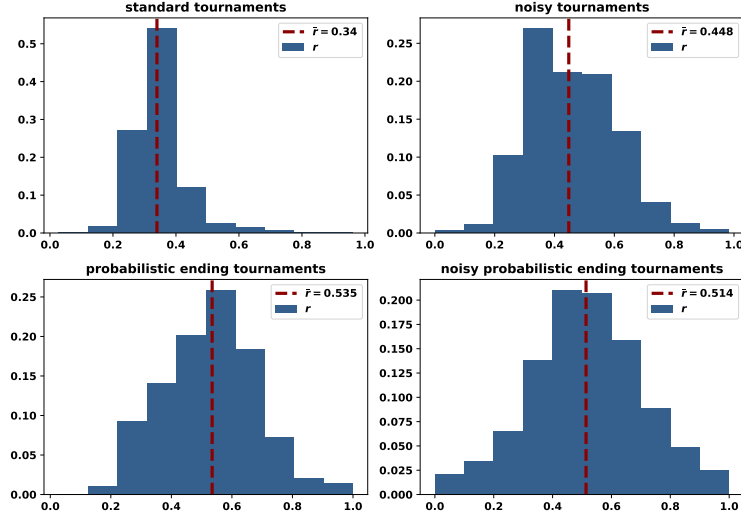 standard tournaments
r̄ = 0.34
r
0.5
0.4
0.3
0.2
0.1
0.0
0.0 0.2 0.4 0.6 0.8 1.0
noisy tournaments
r̄ = 0.448
r
0.25
0.20
0.15
0.10
0.05
0.00
0.0 0.2 0.4 0.6 0.8 1.0
probabilistic ending tournaments
r̄ = 0.535
r
0.25
0.20
0.15
0.10
0.05
0.00
0.0 0.2 0.4 0.6 0.8 1.0
noisy probabilistic ending tournaments
r̄ = 0.514
r
0.200
0.175
0.150
0.125
0.100
0.075
0.050
0.025
0.000
0.0 0.2 0.4 0.6 0.8 1.0